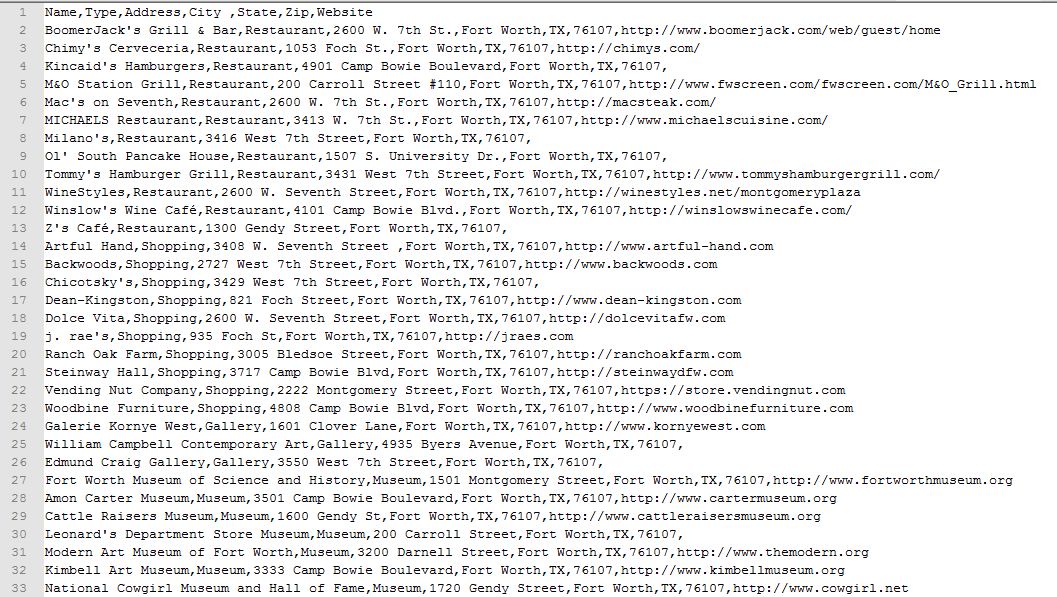 1 Name,Type,Address,City ,State,Zip,Website
2 BoomerJack's Grill & Bar,Restaurant,2600 W. 7th St.,Fort Worth,TX,76107,http://www.boomerjack.com/web/guest/home
3 Chimy's Cerveceria,Restaurant,1053 Foch St.,Fort Worth,TX,76107,http://chimys.com/
4 Kincaid's Hamburgers,Restaurant,4901 Camp Bowie Boulevard,Fort Worth,TX,76107,
5 M&O Station Grill,Restaurant,200 Carroll Street #110,Fort Worth,TX,76107,http://www.fwscreen.com/fwscreen.com/M&O_Grill.html
6 Mac's on Seventh,Restaurant,2600 W. 7th St.,Fort Worth,TX,76107,http://macsteak.com/
7 MICHAELS Restaurant,Restaurant,3413 W. 7th St.,Fort Worth,TX,76107,http://www.michaelscuisine.com/
8 Milano's,Restaurant,3416 West 7th Street,Fort Worth,TX,76107,
9 Ol' South Pancake House,Restaurant,1507 S. University Dr.,Fort Worth,TX,76107,
10 Tommy's Hamburger Grill,Restaurant,3431 West 7th Street,Fort Worth,TX,76107,http://www.tommyshamburgergrill.com/
11 WineStyles,Restaurant,2600 W. Seventh Street,Fort Worth,TX,76107,http://winestyles.net/montgomeryplaza
12 Winslow's Wine Café,Restaurant,4101 Camp Bowie Blvd.,Fort Worth,TX,76107,http://winslowswinecafe.com/
13 Z's Café,Restaurant,1300 Gendy Street,Fort Worth,TX,76107,
14 Artful Hand,Shopping,3408 W. Seventh Street ,Fort Worth,TX,76107,http://www.artful-hand.com
15 Backwoods,Shopping,2727 West 7th Street,Fort Worth,TX,76107,http://www.backwoods.com
16 Chicotsky's,Shopping,3429 West 7th Street,Fort Worth,TX,76107,
17 Dean-Kingston,Shopping,821 Foch Street,Fort Worth,TX,76107,http://www.dean-kingston.com
18 Dolce Vita,Shopping,2600 W. Seventh Street,Fort Worth,TX,76107,http://dolcevitafw.com
19 j. rae's,Shopping,935 Foch St,Fort Worth,TX,76107,http://jraes.com
20 Ranch Oak Farm,Shopping,3005 Bledsoe Street,Fort Worth,TX,76107,http://ranchoakfarm.com
21 Steinway Hall,Shopping,3717 Camp Bowie Blvd,Fort Worth,TX,76107,http://steinwaydfw.com
22 Vending Nut Company,Shopping,2222 Montgomery Street,Fort Worth,TX,76107,https://store.vendingnut.com
23 Woodbine Furniture,Shopping,4808 Camp Bowie Blvd,Fort Worth,TX,76107,http://www.woodbinefurniture.com
24 Galerie Kornye West,Gallery,1601 Clover Lane,Fort Worth,TX,76107,http://www.kornyewest.com
25 William Campbell Contemporary Art,Gallery,4935 Byers Avenue,Fort Worth,TX,76107,
26 Edmund Craig Gallery,Gallery,3550 West 7th Street,Fort Worth,TX,76107,
27 Fort Worth Museum of Science and History,Museum,1501 Montgomery Street,Fort Worth,TX,76107,http://www.fortworthmuseum.org
28 Amon Carter Museum,Museum,3501 Camp Bowie Boulevard,Fort Worth,TX,76107,http://www.cartermuseum.org
29 Cattle Raisers Museum,Museum,1600 Gendy St,Fort Worth,TX,76107,http://www.cattleraisersmuseum.org
30 Leonard's Department Store Museum,Museum,200 Carroll Street,Fort Worth,TX,76107,
31 Modern Art Museum of Fort Worth,Museum,3200 Darnell Street,Fort Worth,TX,76107,http://www.themodern.org
32 Kimbell Art Museum,Museum,3333 Camp Bowie Boulevard,Fort Worth,TX,76107,http://www.kimbellmuseum.org
33 National Cowgirl Museum and Hall of Fame,Museum,1720 Gendy Street,Fort Worth,TX,76107,http://www.cowgirl.net